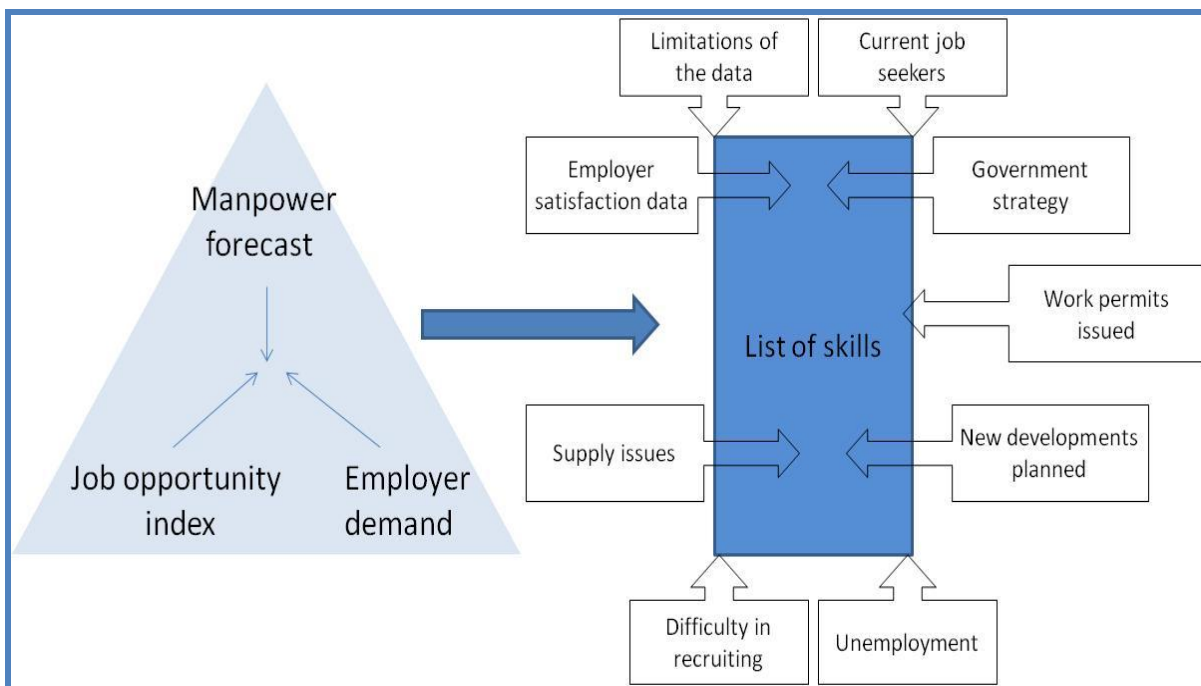 Manpower
forecast
Job opportunity
index
Employer
demand
Limitations of
the data
Current job
seekers
Employer
satisfaction data
Government
strategy
Work permits
issued
List of skills
Supply issues
New developments
planned
Difficulty in
recruiting
Unemployment